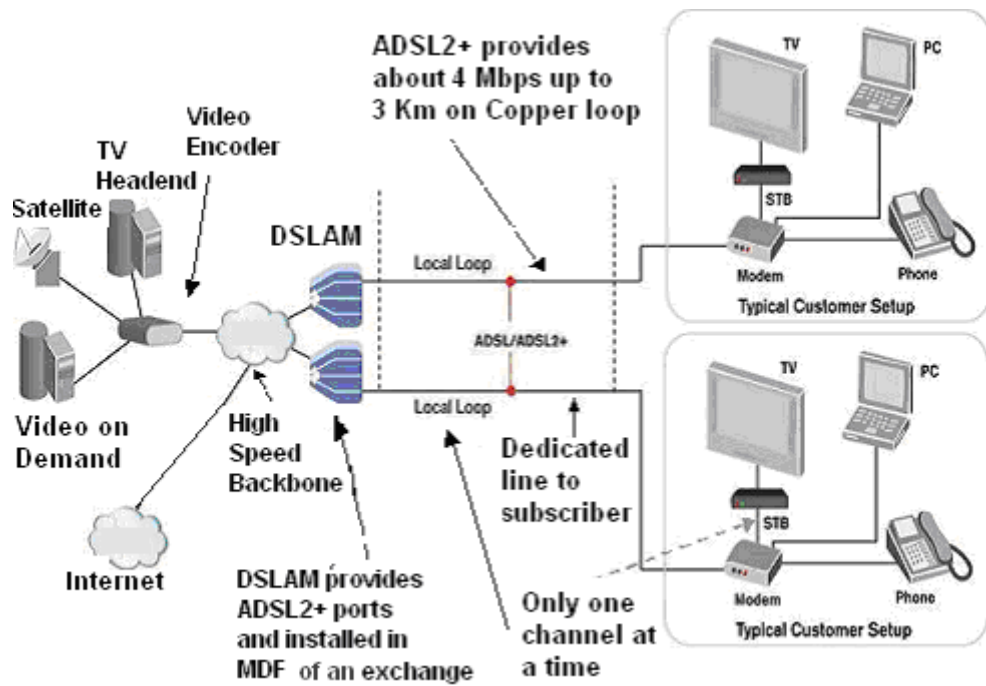 ADSL2+ provides
about 4 Mbps up to
3 Km on Copper loop
Video
Encoder
TV
Headend
Satellite
DSLAM
Local Loop
ADSL/ADSL2+
Local Loop
Video on
Demand
High
Speed
Backbone
Internet
DSLAM provides
ADSL2+ ports
and installed in
MDF of an exchange
Dedicated
line to
subscriber
Only one
channel at
a time
TV
PC
STB
Modem
Phone
Typical Customer Setup
TV
PC
STB
Modem
Phone
Typical Customer Setup